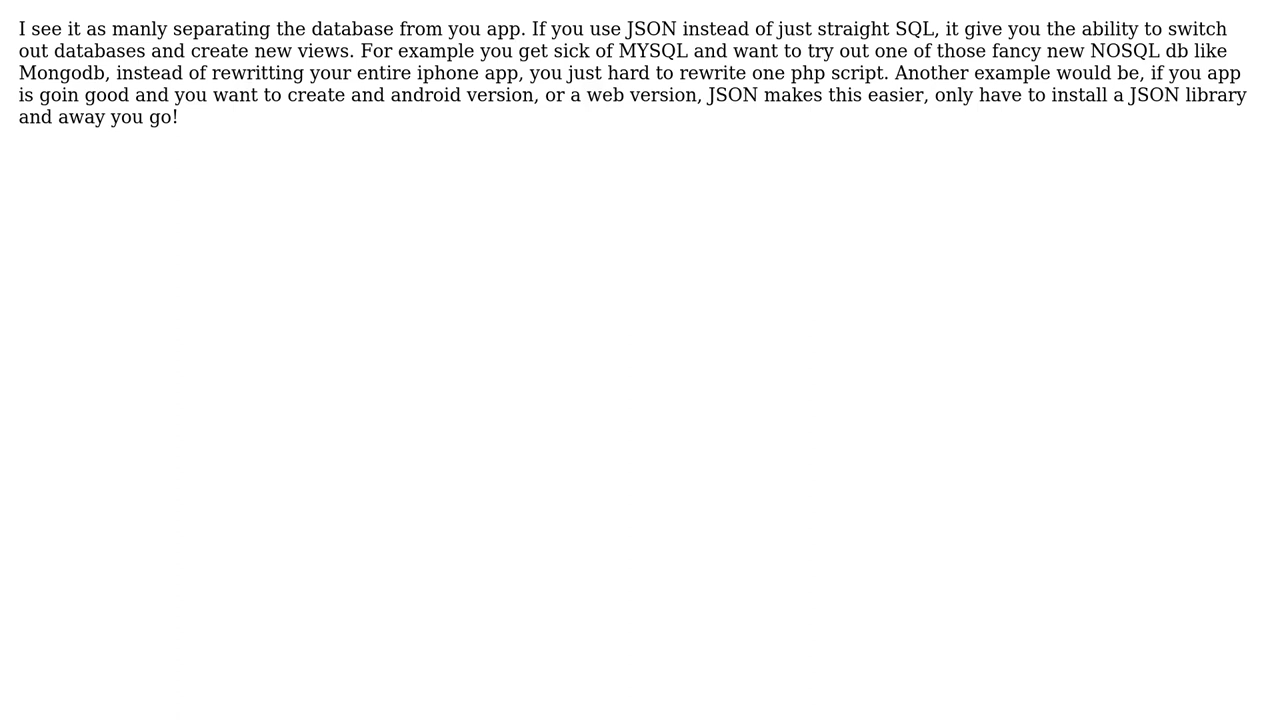 I see it as manly separating the database from you app. If you use JSON instead of just straight SQL, it give you the ability to switch
out databases and create new views. For example you get sick of MYSQL and want to try out one of those fancy new NOSQL db like
Mongodb, instead of rewritting your entire iphone app, you just hard to rewrite one php script. Another example would be, if you app
is goin good and you want to create and android version, or a web version, JSON makes this easier, only have to install a JSON library
and away you go!